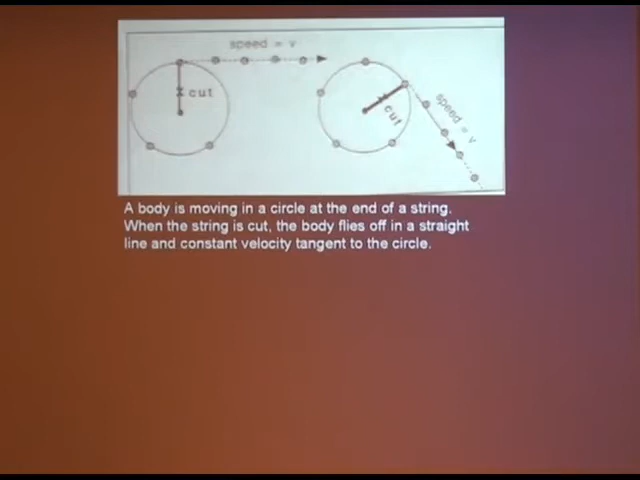 speed = v
cut
speed = v
cut
A body is moving in a circle at the end of a string.
When the string is cut, the body flies off in a straight
line and constant velocity tangent to the circle.